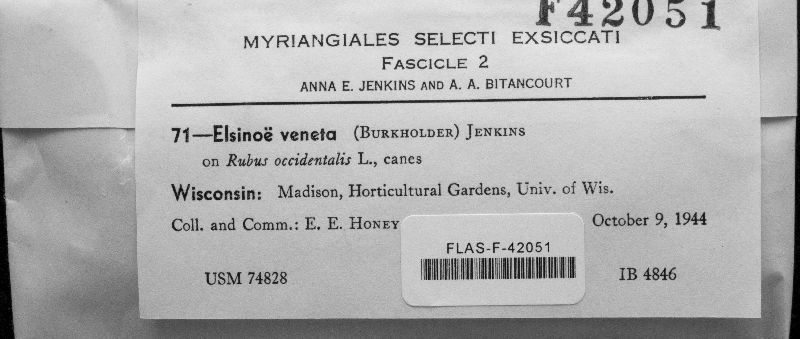 F42051
MYRIANGIALES SELECTI EXSICCATI
FASCICLE 2
ANNA E. JENKINS AND A. A. BITANCOURT
71—Elsinoë veneta (BURKHOLDER) JENKINS
on Rubus occidentalis L., canes
Wisconsin: Madison, Horticultural Gardens, Univ. of Wis.
Coll. and Comm.: E. E. HONEY October 9, 1944
FLAS-F-42051
USM 74828 IB 4846